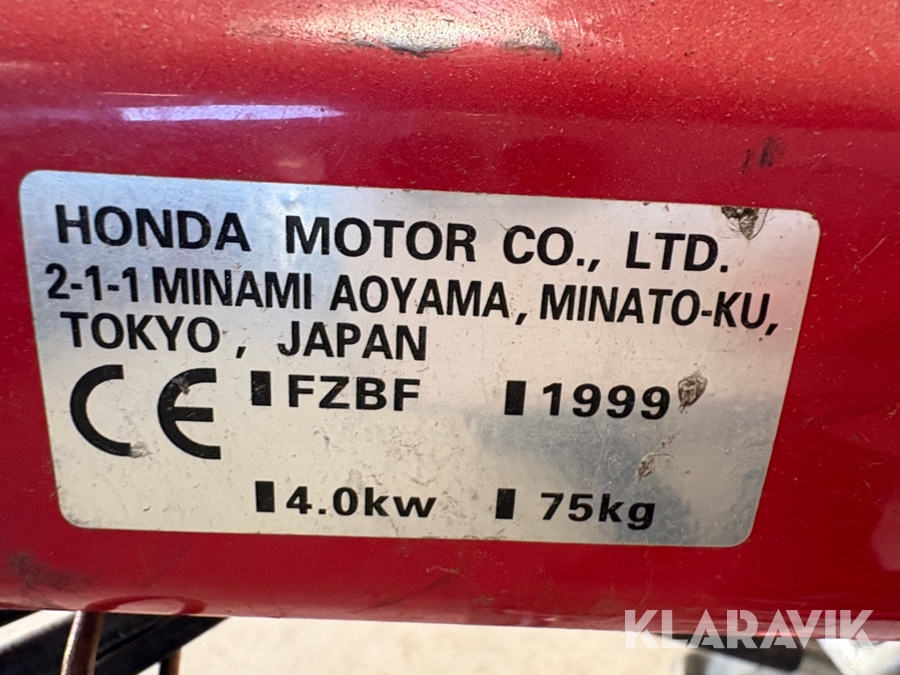 HONDA MOTOR CO., LTD.
2-1-1 MINAMI AOYAMA, MINATO-KU,
TOKYO, JAPAN
CE FZBF 1999
4.0kw 75kg
KLARAVIK